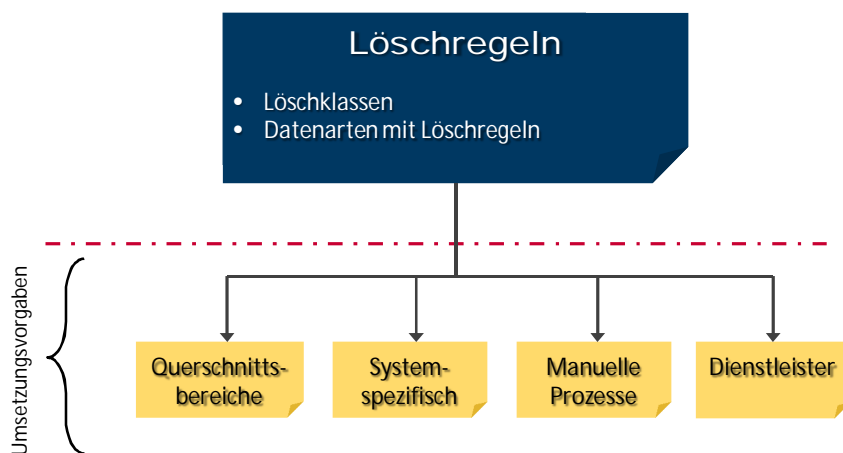 Löschregeln
• Löschklassen
• Datenarten mit Löschregeln
Umsetzungsvorgaben
Querschnitts-
bereiche
System-
spezifisch
Manuelle
Prozesse
Dienstleister